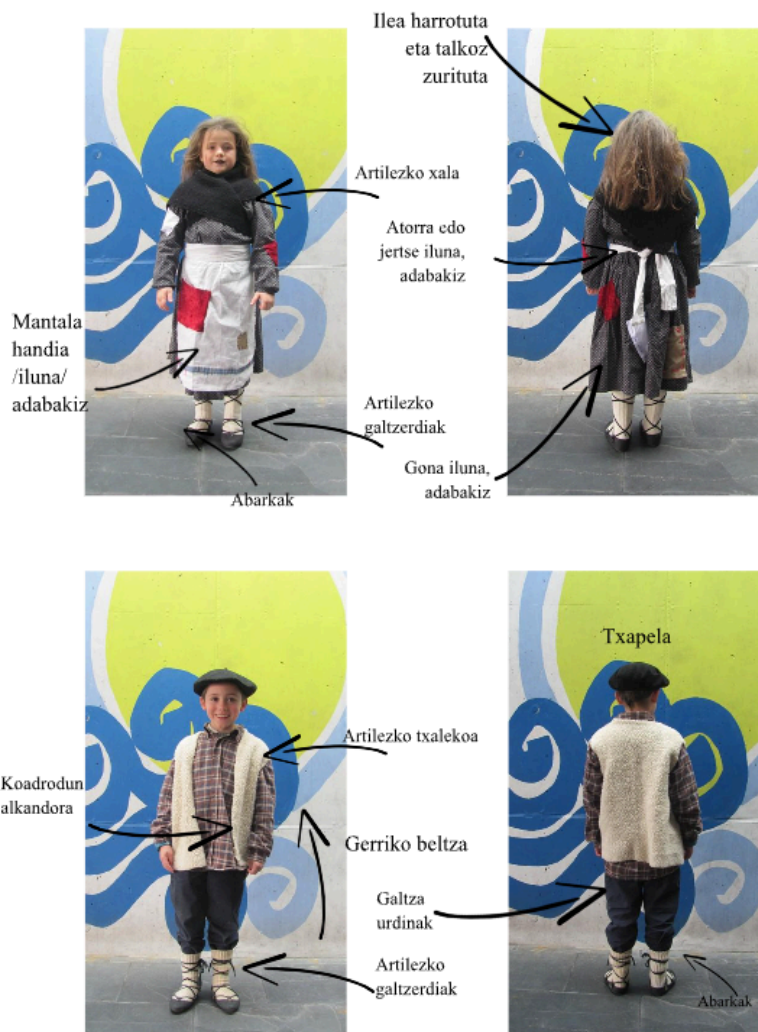 Ilea harrotuta
eta talkoz
zurituta
Artilezko xala
Atorra edo
jertse iluna,
adabakiz
Mantala
handia
/iluna/
adabakiz
Artilezko
galtzerdiak
Gona iluna,
adabakiz
Abarkak
Txapela
Artilezko txalekoa
Koadrodun
alkandora
Gerriko beltza
Galtza
urdinak
Artilezko
galtzerdiak
Abarkak